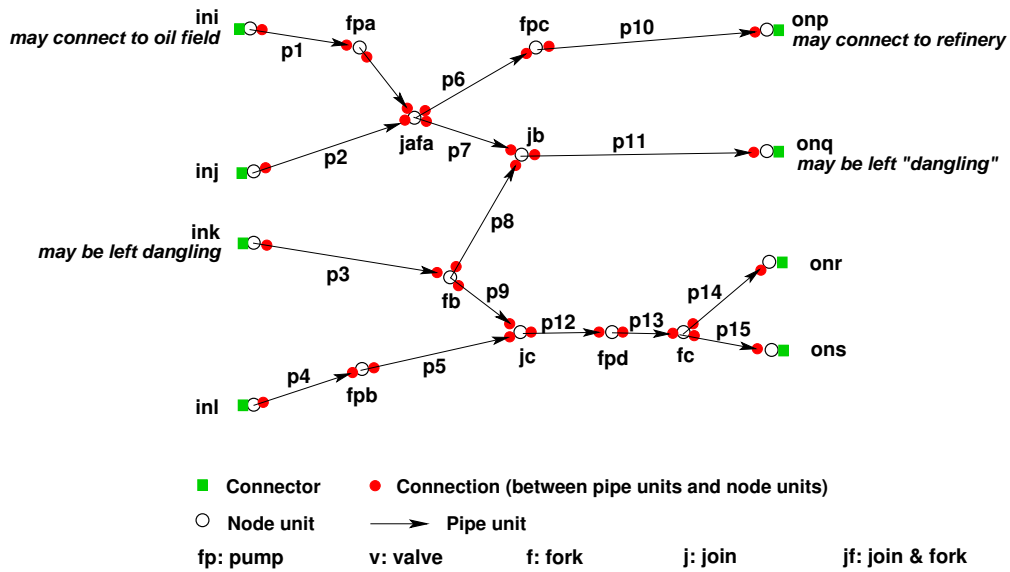 ini
may connect to oil field
p1
fpa
fpc
p10
onp
may connect to refinery
p6
p2
jafa
p7
jb
p11
onq
may be left "dangling"
inj
ink
may be left dangling
p8
p3
fb
p9
p14
onr
p12
p13
p15
ons
jc
fpd
fc
p4
fpb
p5
inl
Connector
Connection (between pipe units and node units)
Node unit
Pipe unit
fp: pump v: valve f: fork j: join jf: join & fork